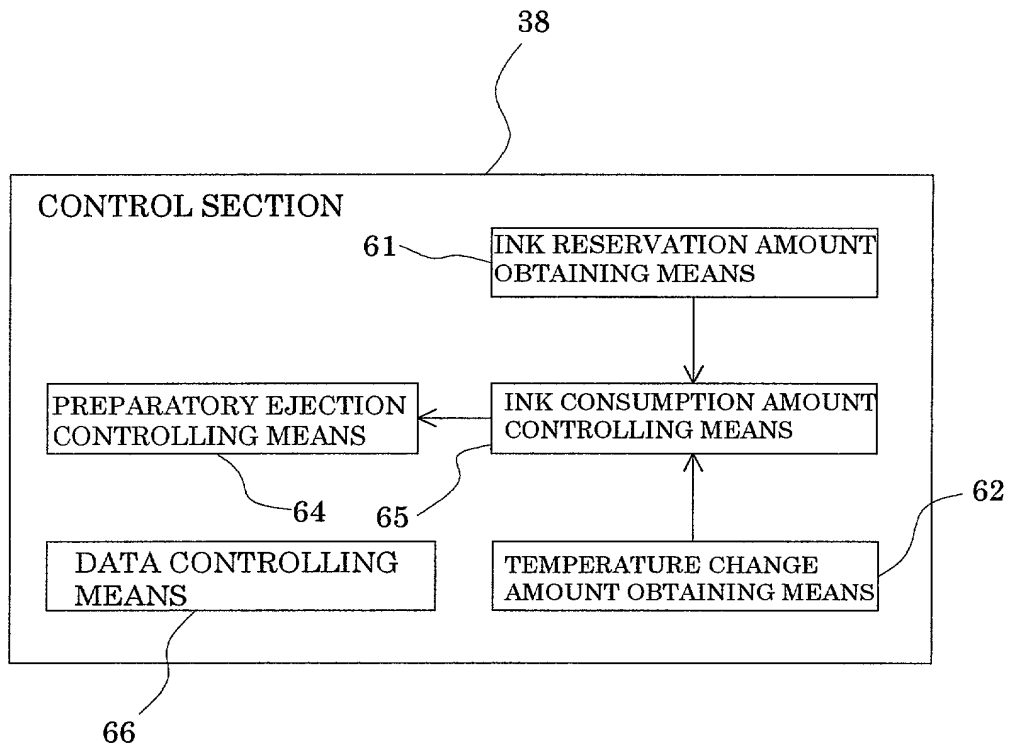 38
CONTROL SECTION
61
INK RESERVATION AMOUNT
OBTAINING MEANS
PREPARATORY EJECTION
CONTROLLING MEANS
INK CONSUMPTION AMOUNT
CONTROLLING MEANS
64
65
62
DATA CONTROLLING
MEANS
TEMPERATURE CHANGE
AMOUNT OBTAINING MEANS
66